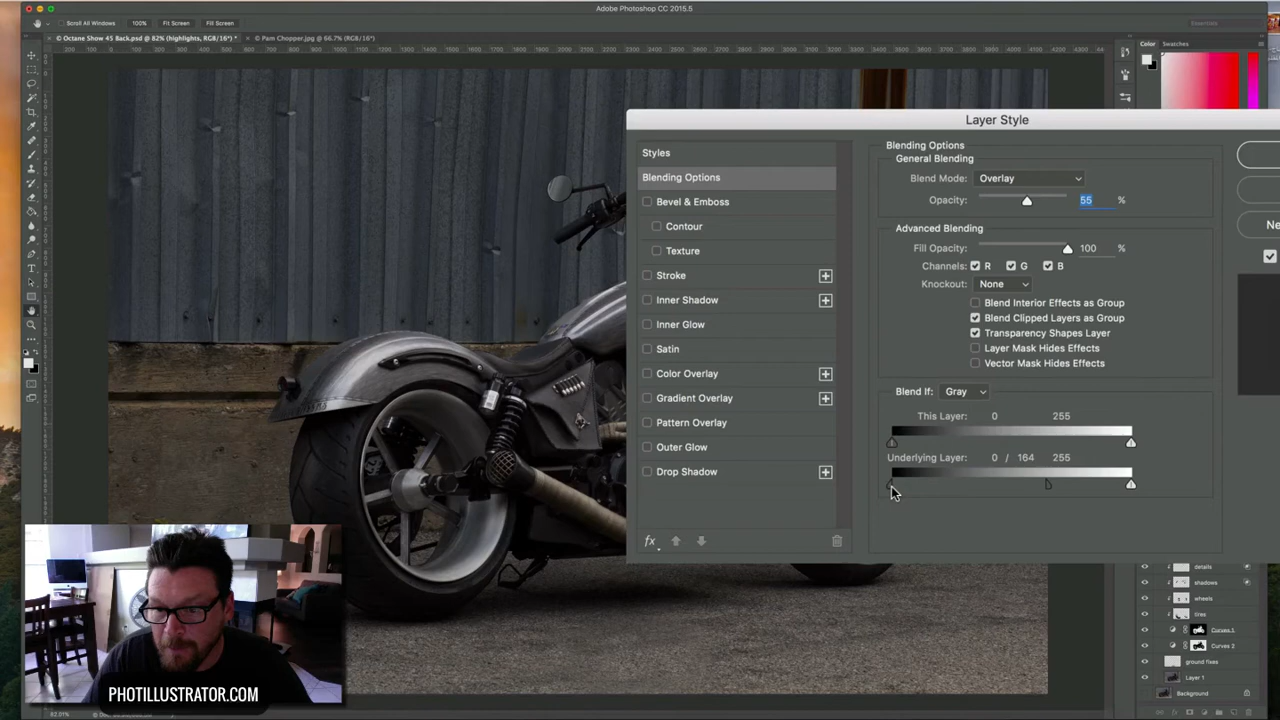 Adobe Photoshop CC 2015.5
Scroll All Windows 100% Fit Screen Fill Screen Essentials
Octane Show 45 Back.psd @ 82% (highlights, RGB/16*) * Pam Chopper.jpg @ 66.7% (RGB/16*)
Color Swatches
Layer Style
Styles
Blending Options
Bevel & Emboss
Contour
Texture
Stroke
Inner Shadow
Inner Glow
Satin
Color Overlay
Gradient Overlay
Pattern Overlay
Outer Glow
Drop Shadow
fx
Blending Options
General Blending
Blend Mode: Overlay
Opacity: 55 %
Advanced Blending
Fill Opacity: 100 %
Channels: R G B
Knockout: None
Blend Interior Effects as Group
Blend Clipped Layers as Group
Transparency Shapes Layer
Layer Mask Hides Effects
Vector Mask Hides Effects
Blend If: Gray
This Layer: 0 255
Underlying Layer: 0 / 164 255
Ne
details
shadows
wheels
tires
Curves 1
Curves 2
ground fixes
Layer 1
Background
PHOTILLUSTRATOR.COM